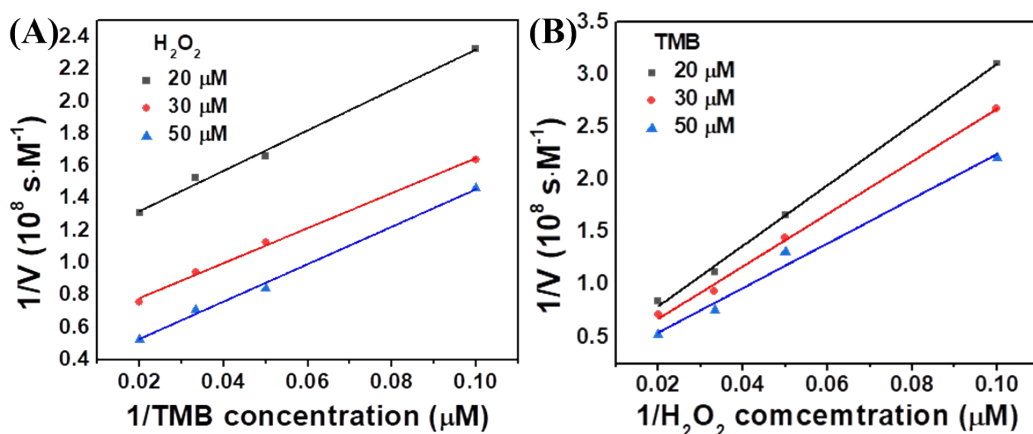 (A)
H₂O₂
20 μM
30 μM
50 μM
2.4
2.2
2.0
1.8
1.6
1.4
1.2
1.0
0.8
0.6
0.4
1/V (10⁸ s·M⁻¹)
0.02 0.04 0.06 0.08 0.10
1/TMB concentration (μM)
(B)
TMB
20 μM
30 μM
50 μM
3.5
3.0
2.5
2.0
1.5
1.0
0.5
1/V (10⁸ s·M⁻¹)
0.02 0.04 0.06 0.08 0.10
1/H₂O₂ comcemtration (μM)